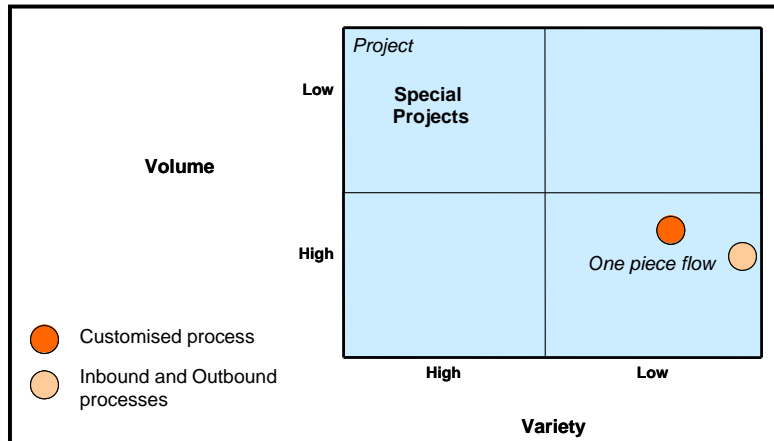 Project
Low
Special
Projects
Volume
High
One piece flow
Customised process
Inbound and Outbound
processes
High
Low
Variety